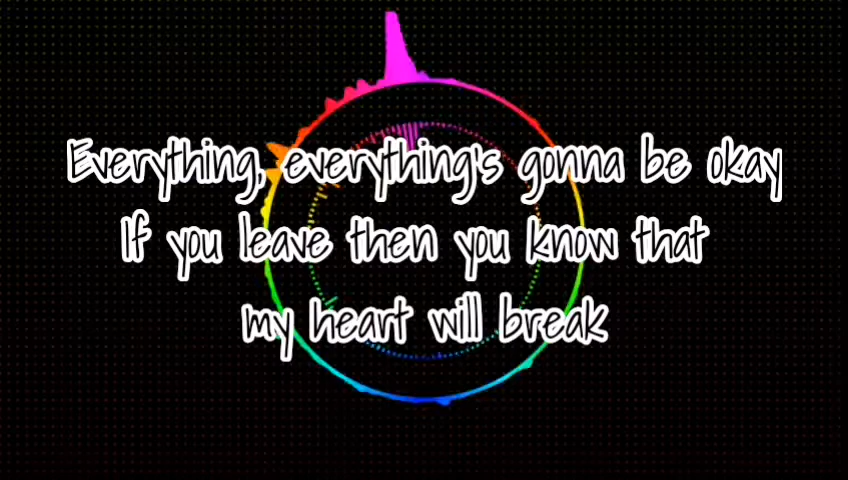 Everything, everything's gonna be okay
If you leave then you know that
my heart will break